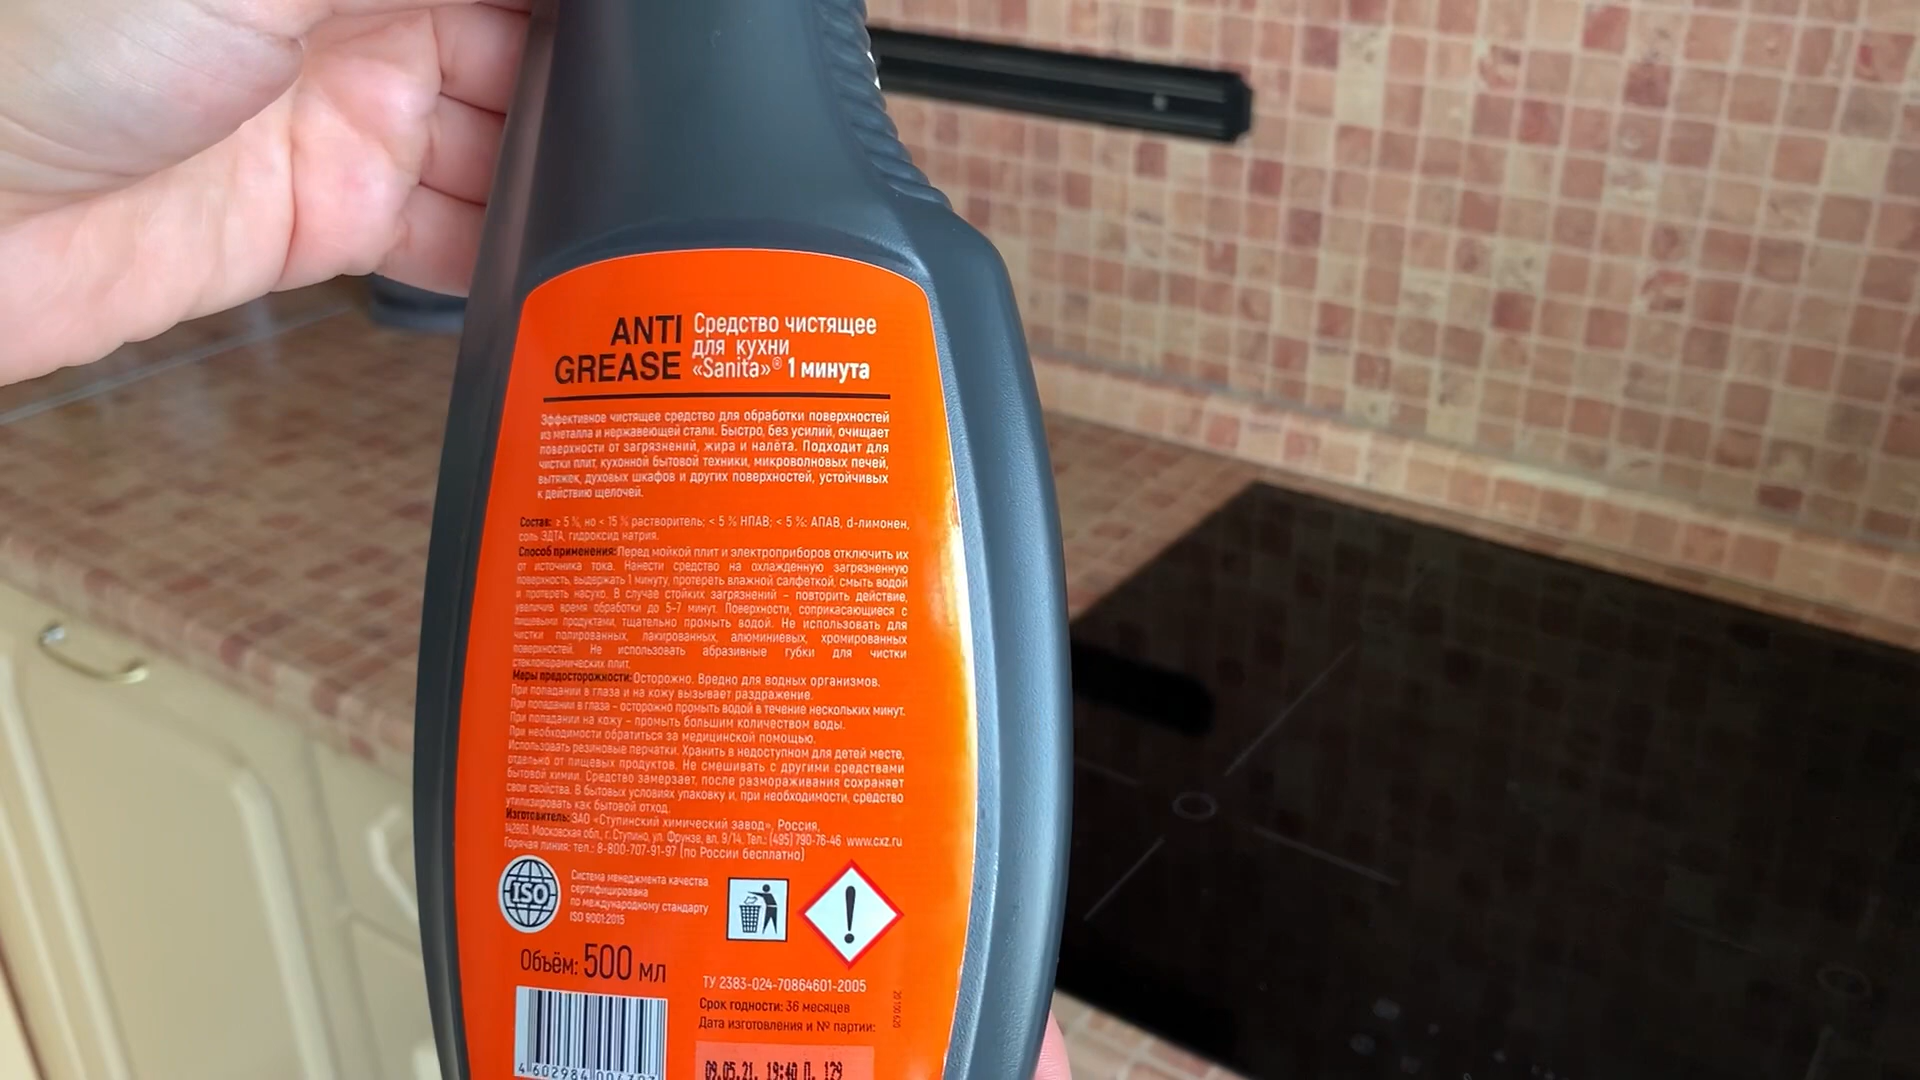 ANTI
GREASE
Средство чистящее
для кухни
«Sanita»® 1 минута
Эффективное чистящее средство для обработки поверхностей
из металла и нержавеющей стали. Быстро, без усилий, очищает
поверхности от загрязнений, жира и налёта. Подходит для
чистки плит, кухонной бытовой техники, микроволновых печей,
вытяжек, духовых шкафов и других поверхностей, устойчивых
к действию щелочей.
Состав: ≥ 5 %, но < 15 % растворитель; < 5 % НПАВ; < 5 %: АПАВ, d-лимонен,
соль ЭДТА, гидроксид натрия.
Способ применения: Перед мойкой плит и электроприборов отключить их
от источника тока. Нанести средство на охлажденную загрязненную
поверхность, выдержать 1 минуту, протереть влажной салфеткой, смыть водой
и протереть насухо. В случае стойких загрязнений – повторить действие,
увеличив время обработки до 5-7 минут. Поверхности, соприкасающиеся с
пищевыми продуктами, тщательно промыть водой. Не использовать для
чистки полированных, лакированных, алюминиевых, хромированных
поверхностей. Не использовать абразивные губки для чистки
стеклокерамических плит.
Меры предосторожности: Осторожно. Вредно для водных организмов.
При попадании в глаза и на кожу вызывает раздражение.
При попадании в глаза – осторожно промыть водой в течение нескольких минут.
При попадании на кожу – промыть большим количеством воды.
При необходимости обратиться за медицинской помощью.
Использовать резиновые перчатки. Хранить в недоступном для детей месте,
отдельно от пищевых продуктов. Не смешивать с другими средствами
бытовой химии. Средство замерзает, после размораживания сохраняет
свои свойства. В бытовых условиях упаковку и, при необходимости, средство
утилизировать как бытовой отход.
Изготовитель: ЗАО «Ступинский химический завод», Россия,
142803, Московская обл., г. Ступино, ул. Фрунзе, вл. 9/14. Тел.: (495) 790-76-46 www.cxz.ru
Горячая линия: тел.: 8-800-707-91-97 (по России бесплатно)
ISO
Система менеджмента качества
сертифицирована
по международному стандарту
ISO 9001:2015
Объём: 500 мл
ТУ 2383-024-70864601-2005
Срок годности: 36 месяцев
Дата изготовления и № партии:
09.05.21. 19:40 П. 129